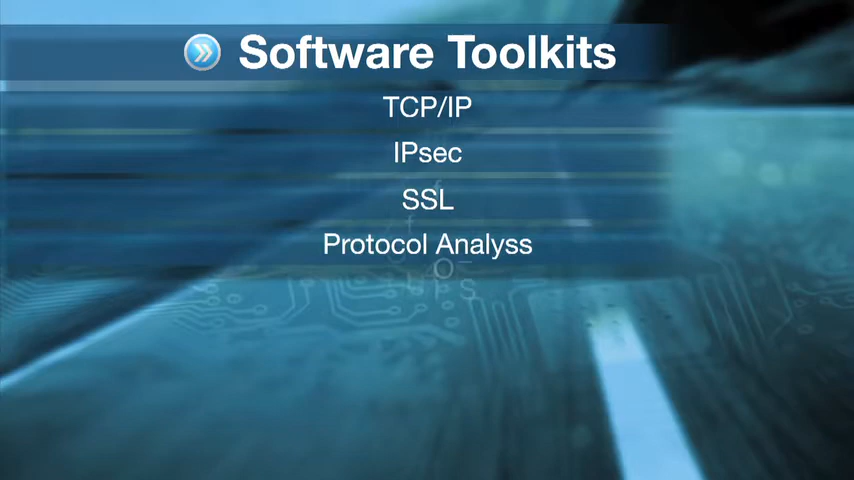 Software Toolkits
TCP/IP
IPsec
SSL
Protocol Analyss